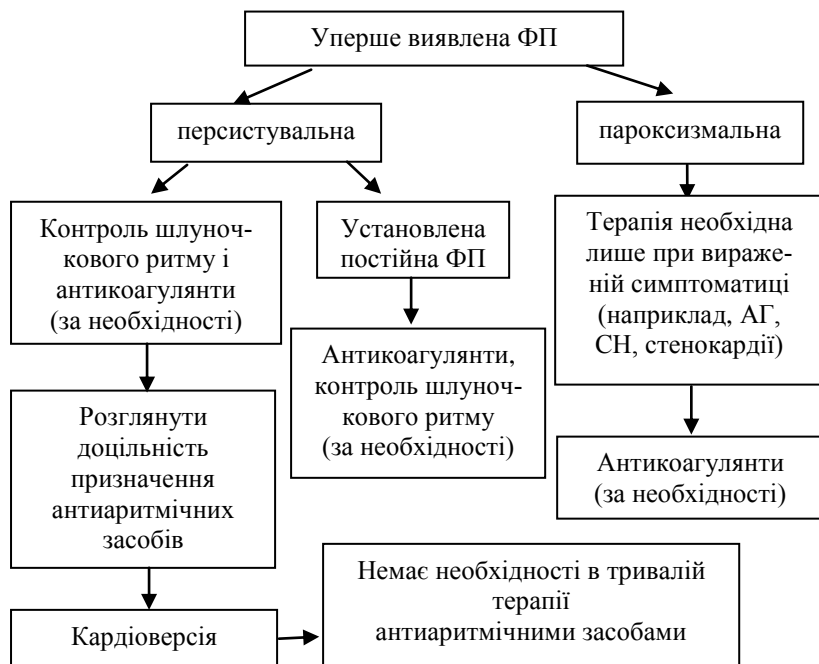 Уперше виявлена ФП
персистувальна
пароксизмальна
Контроль шлуноч-
кового ритму і
антикоагулянти
(за необхідності)
Установлена
постійна ФП
Терапія необхідна
лише при вираже-
ній симптоматиці
(наприклад, АГ,
СН, стенокардії)
Антикоагулянти,
контроль шлуноч-
кового ритму
(за необхідності)
Розглянути
доцільність
призначення
антиаритмічних
засобів
Антикоагулянти
(за необхідності)
Кардіоверсія
Немає необхідності в тривалій
терапії
антиаритмічними засобами